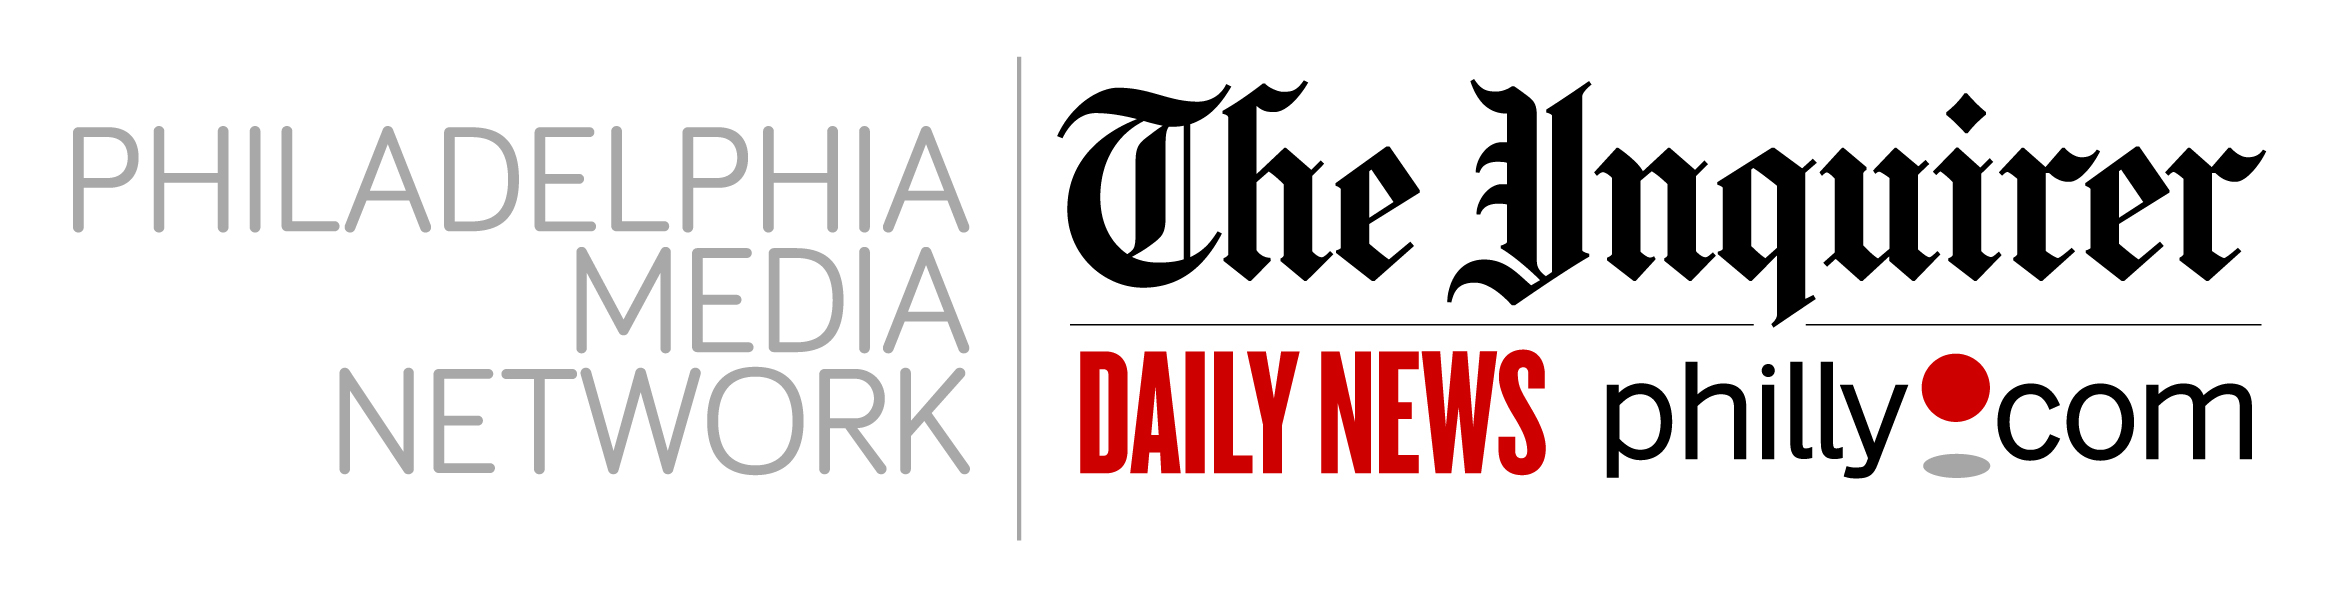 PHILADELPHIA
MEDIA
NETWORK
The Inquirer
DAILY NEWS
philly.com